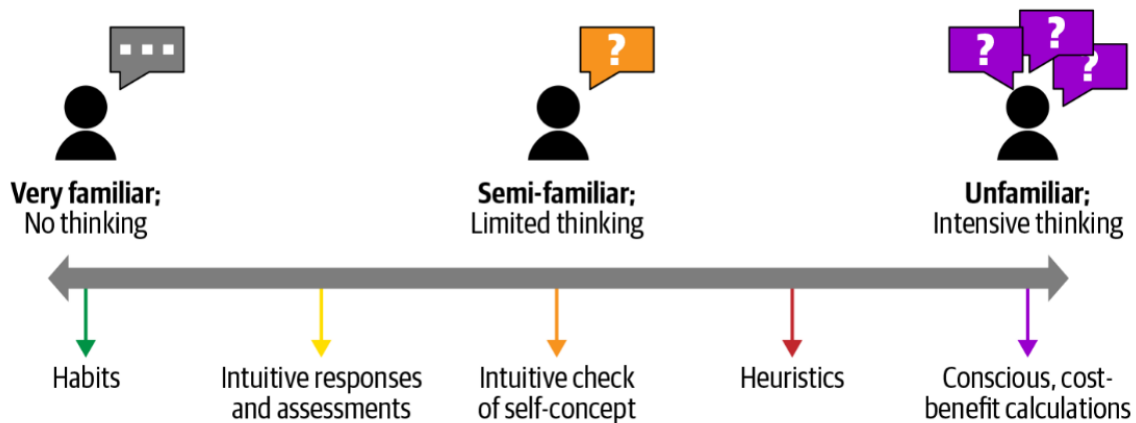 ?
?
?
?
Very familiar;
No thinking
Semi-familiar;
Limited thinking
Unfamiliar;
Intensive thinking
Habits
Intuitive responses
and assessments
Intuitive check
of self-concept
Heuristics
Conscious, cost-
benefit calculations